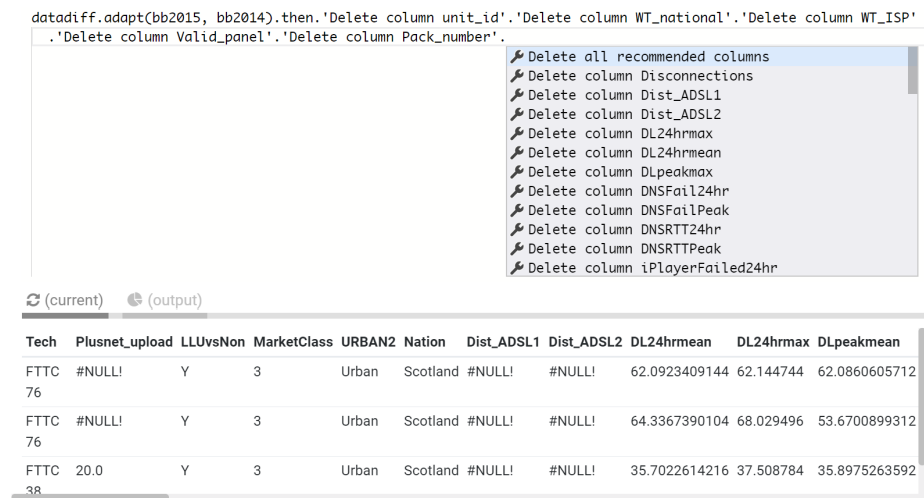 datadiff.adapt(bb2015, bb2014).then.'Delete column unit_id'.'Delete column WT_national'.'Delete column WT_ISP'
.'Delete column Valid_panel'.'Delete column Pack_number'.
Delete all recommended columns
Delete column Disconnections
Delete column Dist_ADSL1
Delete column Dist_ADSL2
Delete column DL24hrmax
Delete column DL24hrmean
Delete column DLpeakmax
Delete column DNSFail24hr
Delete column DNSFailPeak
Delete column DNSRTT24hr
Delete column DNSRTTPeak
Delete column iPlayerFailed24hr
(current) (output)
Tech Plusnet_upload LLUvsNon MarketClass URBAN2 Nation Dist_ADSL1 Dist_ADSL2 DL24hrmean DL24hrmax DLpeakmean
FTTC #NULL! Y 3 Urban Scotland #NULL! #NULL! 62.0923409144 62.144744 62.0860605712
76
FTTC #NULL! Y 3 Urban Scotland #NULL! #NULL! 64.3367390104 68.029496 53.6700899312
76
FTTC 20.0 Y 3 Urban Scotland #NULL! #NULL! 35.7022614216 37.508784 35.8975263592
38